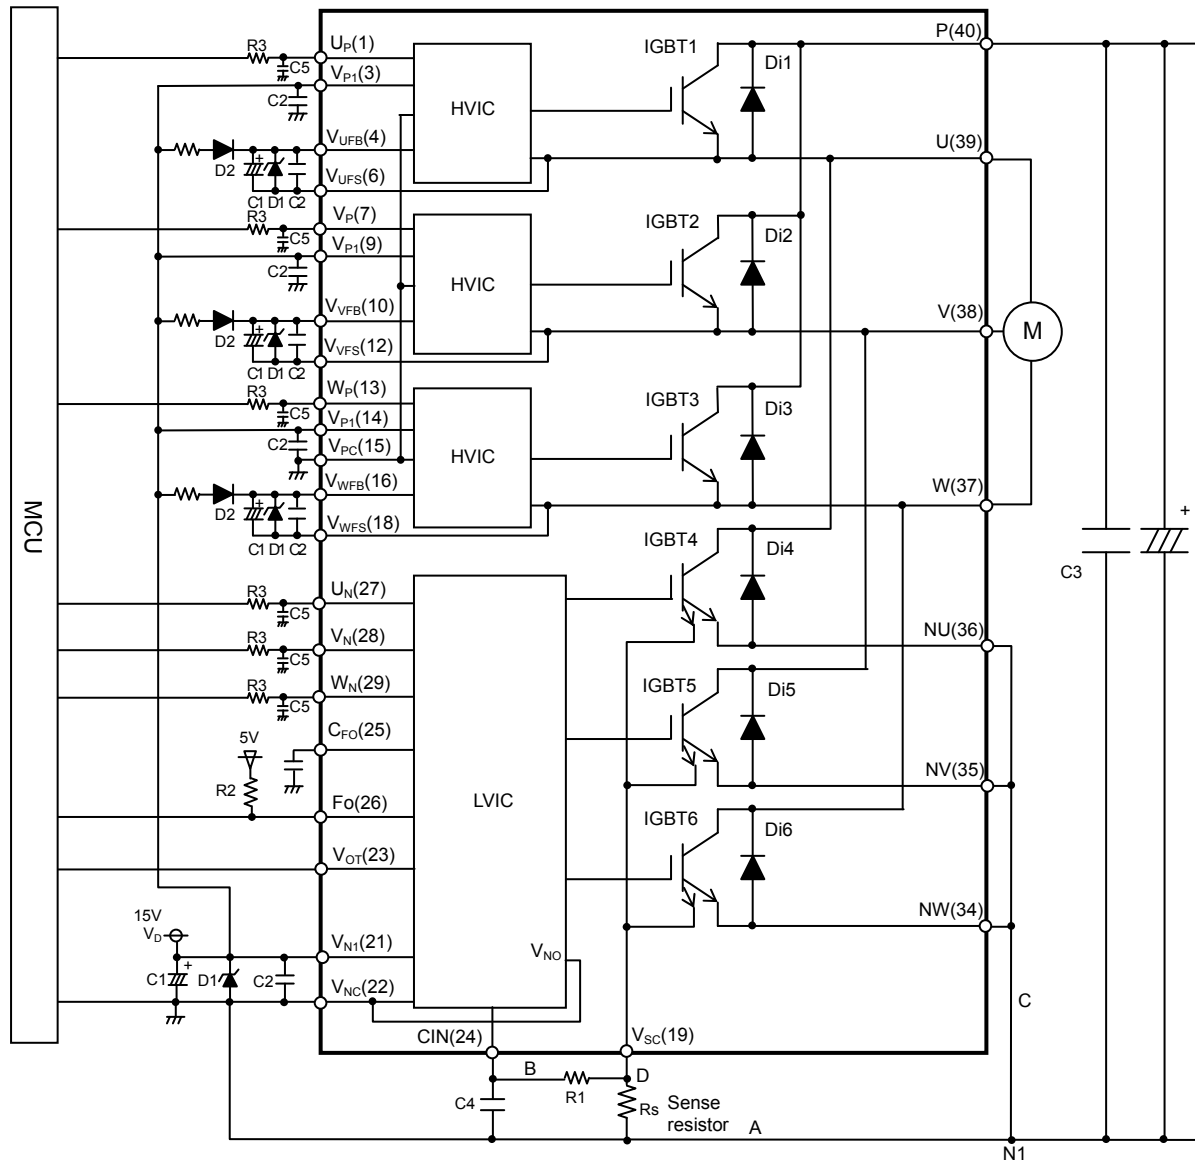 MCU
R3
C5
UP(1)
VP1(3)
C2
VUFB(4)
D2
C1
+
D1
C2
VUFS(6)
R3
C5
VP(7)
VP1(9)
C2
VVFB(10)
D2
C1
+
D1
C2
VVFS(12)
R3
C5
WP(13)
VP1(14)
C2
VPC(15)
VWFB(16)
D2
C1
+
D1
C2
VWFS(18)
R3
C5
UN(27)
R3
C5
VN(28)
R3
C5
WN(29)
CFO(25)
5V
R2
Fo(26)
VOT(23)
15V
VD
C1
+
D1
C2
VN1(21)
VNC(22)
HVIC
HVIC
HVIC
LVIC
VNO
IGBT1
Di1
IGBT2
Di2
IGBT3
Di3
IGBT4
Di4
IGBT5
Di5
IGBT6
Di6
P(40)
U(39)
V(38)
M
W(37)
NU(36)
NV(35)
NW(34)
C3
+
C
CIN(24)
VSC(19)
B
D
C4
R1
Rs
Sense
resistor
A
N1